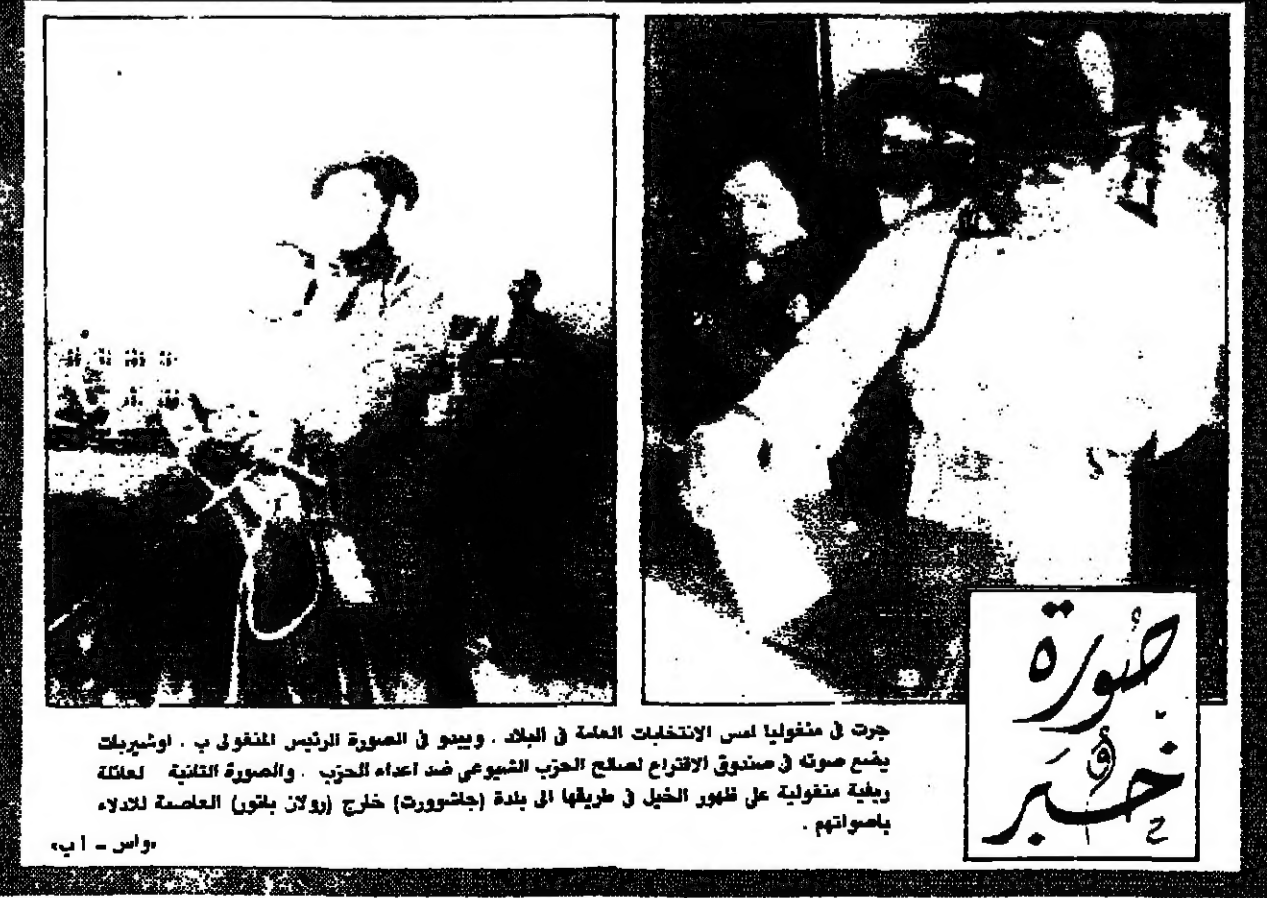 صورة
وخبر
جرت في منغوليا امس الانتخابات العامة في البلاد . ويبدو في الصورة الرئيس المنغولى ب . اوشيربات
يضع صوته في صندوق الاقتراع لصالح الحزب الشيوعي ضد اعداء الحزب . والصورة الثانية لعائلة
ريفية منغولية على ظهور الخيل في طريقها الى بلدة (جاشوورت) خارج (رولان باتور) العاصمة للادلاء
باصواتهم .
«واس – أ ب»